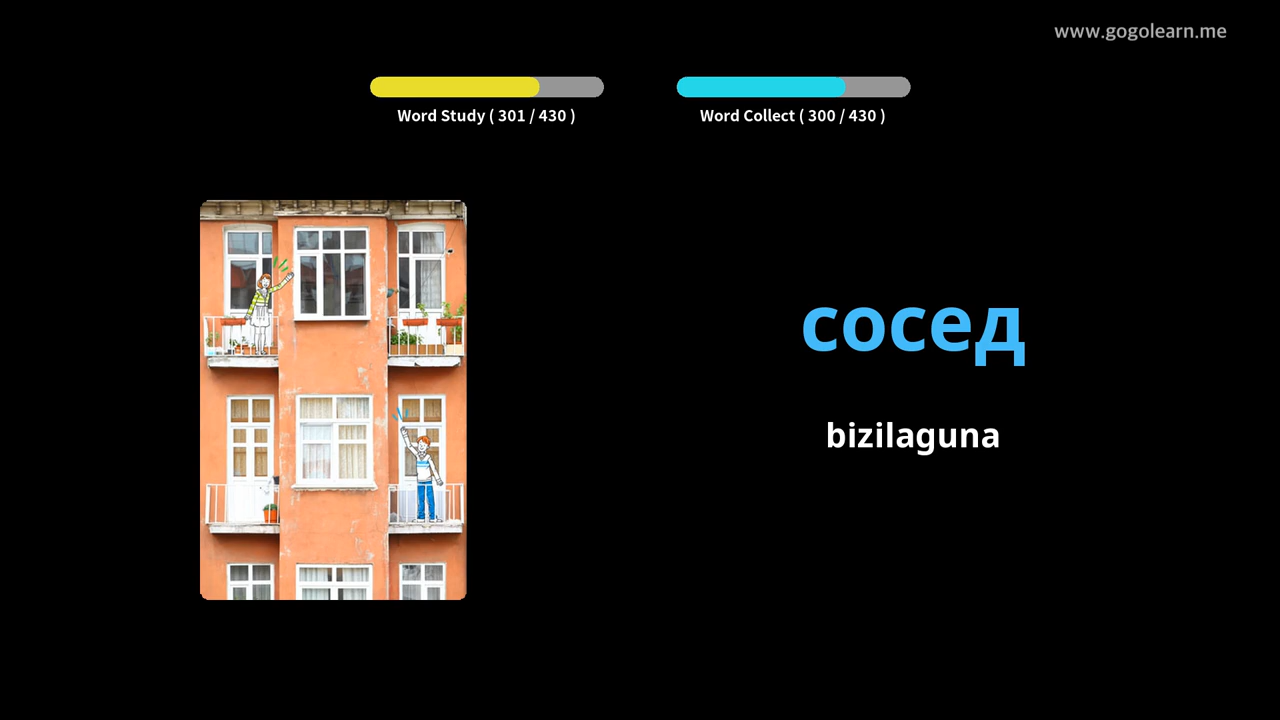 www.gogolearn.me
Word Study ( 301 / 430 )
Word Collect ( 300 / 430 )
сосед
bizilaguna